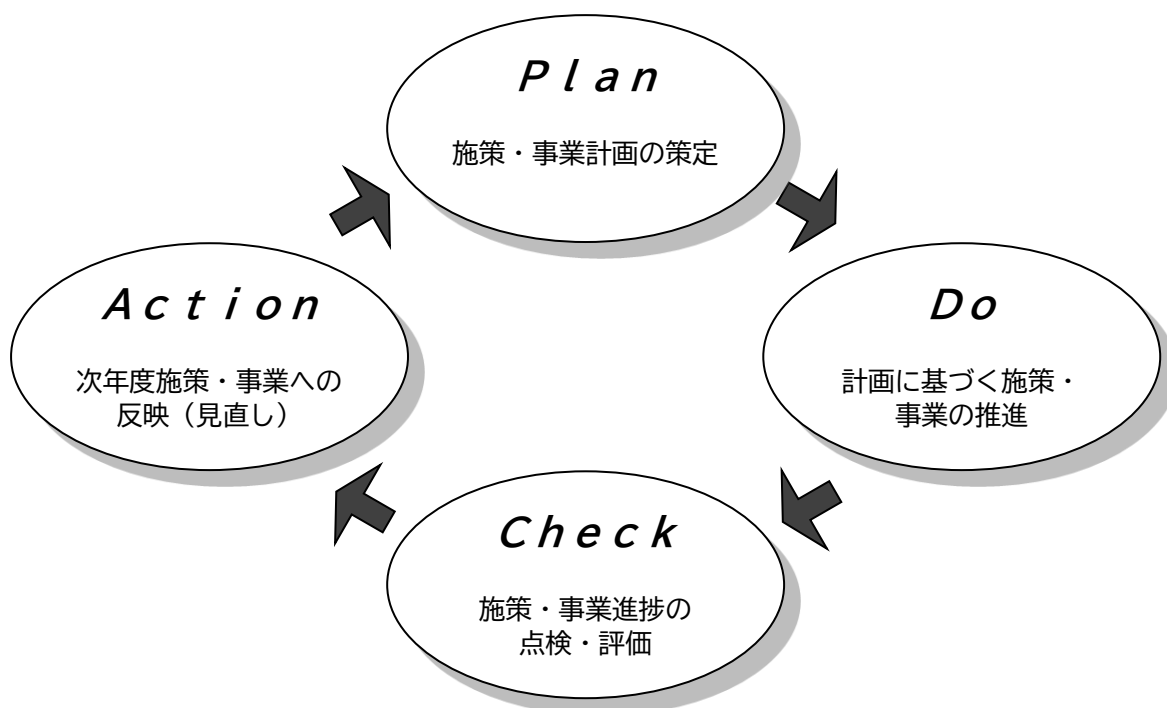 Plan
施策・事業計画の策定
Do
計画に基づく施策・
事業の推進
Check
施策・事業進捗の
点検・評価
Action
次年度施策・事業への
反映（見直し）